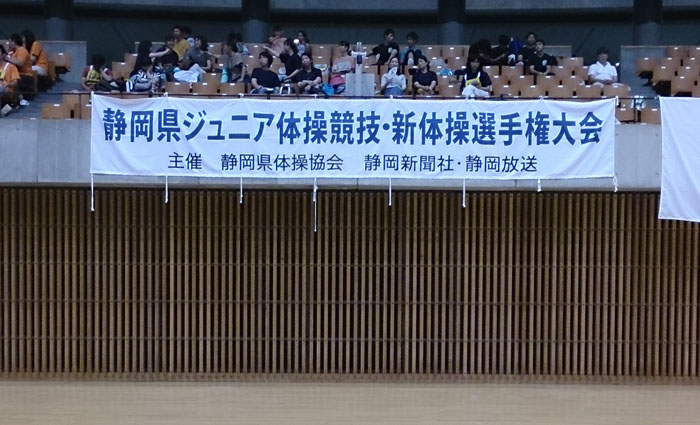 静岡県ジュニア体操競技・新体操選手権大会
主催　静岡県体操協会　静岡新聞社・静岡放送